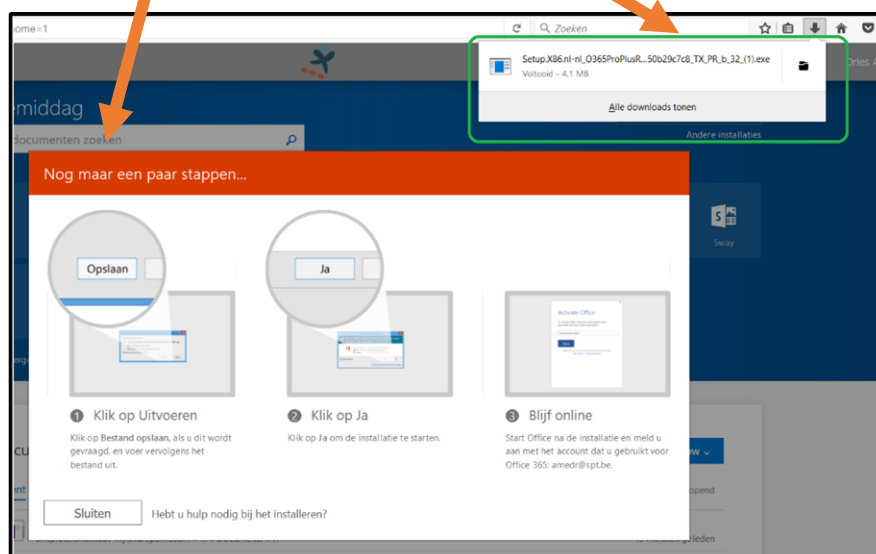 ome=1
Zoeken
Setup.X86.nl-nl_O365ProPlusR...50b29c7c8_TX_PR_b_32_(1).exe
Voltooid – 4,1 MB
Dries A
Alle downloads tonen
emiddag
documenten zoeken
Andere installaties
Nog maar een paar stappen...
Opslaan
Ja
Sway
Activate Office
1 Klik op Uitvoeren
Klik op Bestand opslaan, als u dit wordt
gevraagd, en voer vervolgens het
bestand uit.
2 Klik op Ja
Klik op Ja om de installatie te starten.
3 Blijf online
Start Office na de installatie en meld u
aan met het account dat u gebruikt voor
Office 365: amedr@spt.be.
Sluiten
Hebt u hulp nodig bij het installeren?
opend
geleden